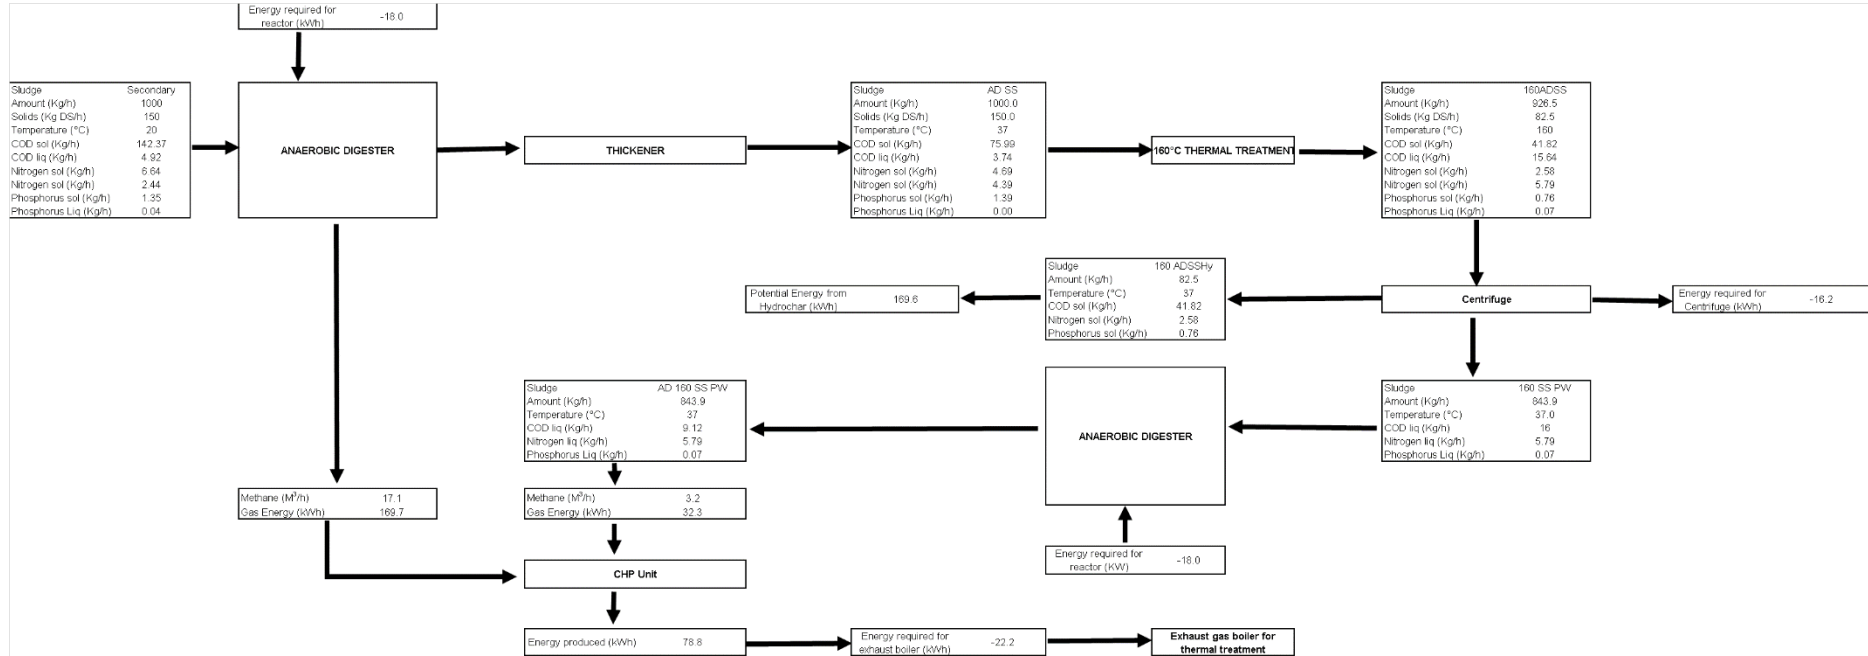 Energy required for
reactor (kWh) -18.0
Sludge Secondary
Amount (Kg/h) 1000
Solids (Kg DS/h) 150
Temperature (°C) 20
COD sol (Kg/h) 142.37
COD liq (Kg/h) 4.92
Nitrogen sol (Kg/h) 6.64
Nitrogen sol (Kg/h) 2.44
Phosphorus sol (Kg/h) 1.35
Phosphorus Liq (Kg/h) 0.04
ANAEROBIC DIGESTER
THICKENER
Sludge AD SS
Amount (Kg/h) 1000.0
Solids (Kg DS/h) 150.0
Temperature (°C) 37
COD sol (Kg/h) 75.99
COD liq (Kg/h) 3.74
Nitrogen sol (Kg/h) 4.69
Nitrogen sol (Kg/h) 4.39
Phosphorus sol (Kg/h) 1.39
Phosphorus Liq (Kg/h) 0.00
160°C THERMAL TREATMENT
Sludge 160ADSS
Amount (Kg/h) 926.5
Solids (Kg DS/h) 82.5
Temperature (°C) 160
COD sol (Kg/h) 41.82
COD liq (Kg/h) 15.64
Nitrogen sol (Kg/h) 2.58
Nitrogen sol (Kg/h) 5.79
Phosphorus sol (Kg/h) 0.76
Phosphorus Liq (Kg/h) 0.07
Potential Energy from
Hydrochar (kWh) 169.6
Sludge 160 ADSSHy
Amount (Kg/h) 82.5
Temperature (°C) 37
COD sol (Kg/h) 41.82
Nitrogen sol (Kg/h) 2.58
Phosphorus sol (Kg/h) 0.76
Centrifuge
Energy required for
Centrifuge (kWh) -16.2
Sludge AD 160 SS PW
Amount (Kg/h) 843.9
Temperature (°C) 37
COD liq (Kg/h) 9.12
Nitrogen liq (Kg/h) 5.79
Phosphorus Liq (Kg/h) 0.07
ANAEROBIC DIGESTER
Sludge 160 SS PW
Amount (Kg/h) 843.9
Temperature (°C) 37.0
COD liq (Kg/h) 16
Nitrogen liq (Kg/h) 5.79
Phosphorus Liq (Kg/h) 0.07
Methane (M³/h) 17.1
Gas Energy (kWh) 169.7
Methane (M³/h) 3.2
Gas Energy (kWh) 32.3
Energy required for
reactor (KW) -18.0
CHP Unit
Energy produced (kWh) 78.8
Energy required for
exhaust boiler (kWh) -22.2
Exhaust gas boiler for
thermal treatment